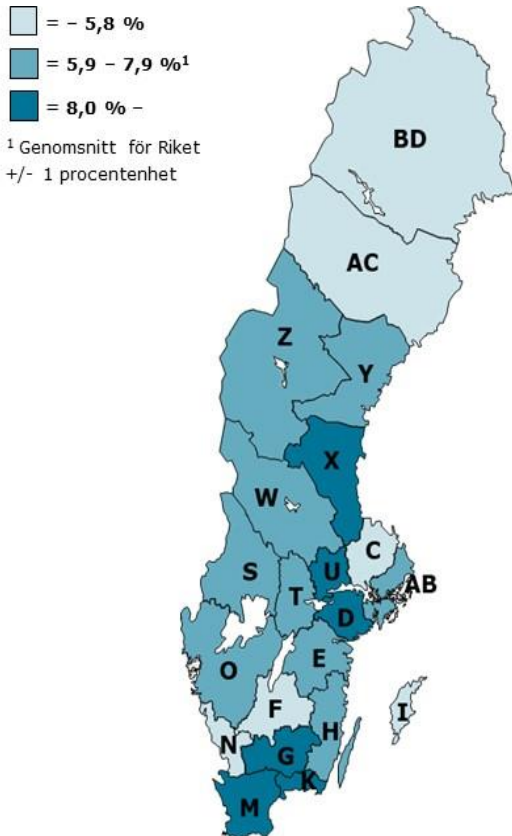 = – 5,8 %
= 5,9 – 7,9 %¹
= 8,0 % –
¹ Genomsnitt för Riket
+/- 1 procentenhet
BD
AC
Z
Y
X
W
C
S
U
T
AB
D
O
E
F
I
N
H
G
K
M